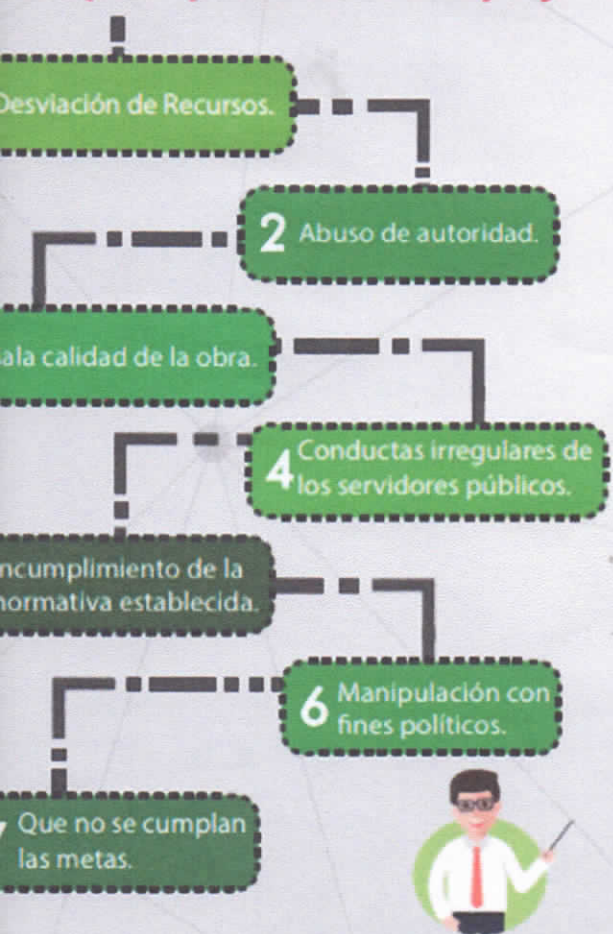 Desviación de Recursos.
2 Abuso de autoridad.
ala calidad de la obra.
4 Conductas irregulares de
los servidores públicos.
ncumplimiento de la
normativa establecida.
6 Manipulación con
fines políticos.
Que no se cumplan
las metas.